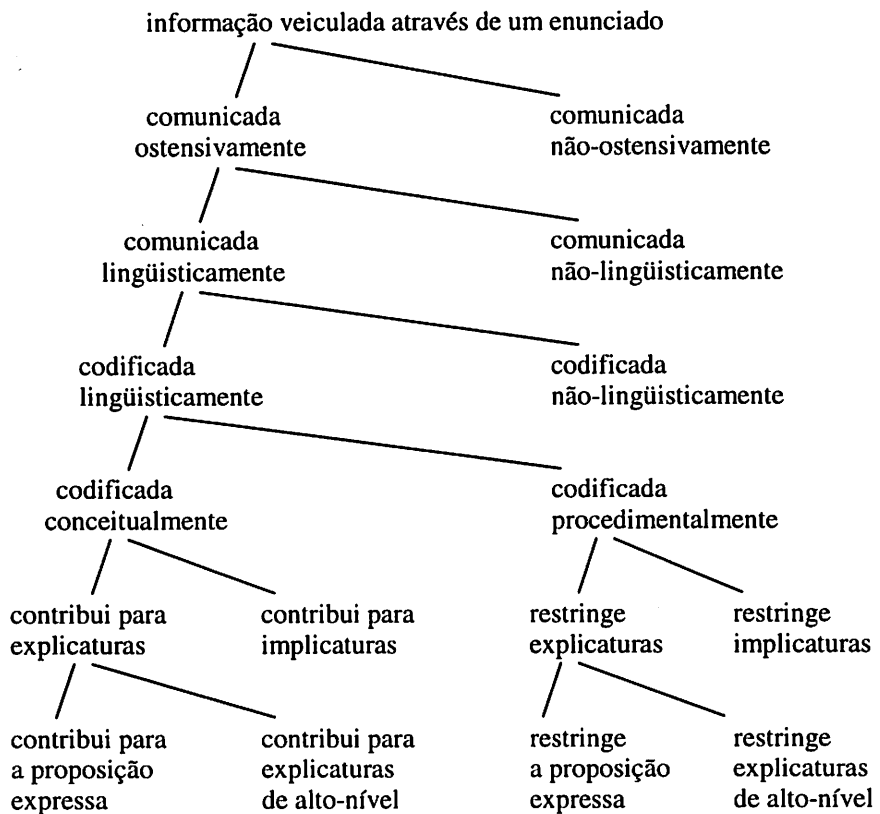 informação veiculada através de um enunciado
comunicada
ostensivamente
comunicada
não-ostensivamente
comunicada
lingüisticamente
comunicada
não-lingüisticamente
codificada
lingüisticamente
codificada
não-lingüisticamente
codificada
conceitualmente
codificada
procedimentalmente
contribui para
explicaturas
contribui para
implicaturas
restringe
explicaturas
restringe
implicaturas
contribui para
a proposição
expressa
contribui para
explicaturas
de alto-nível
restringe
a proposição
expressa
restringe
explicaturas
de alto-nível